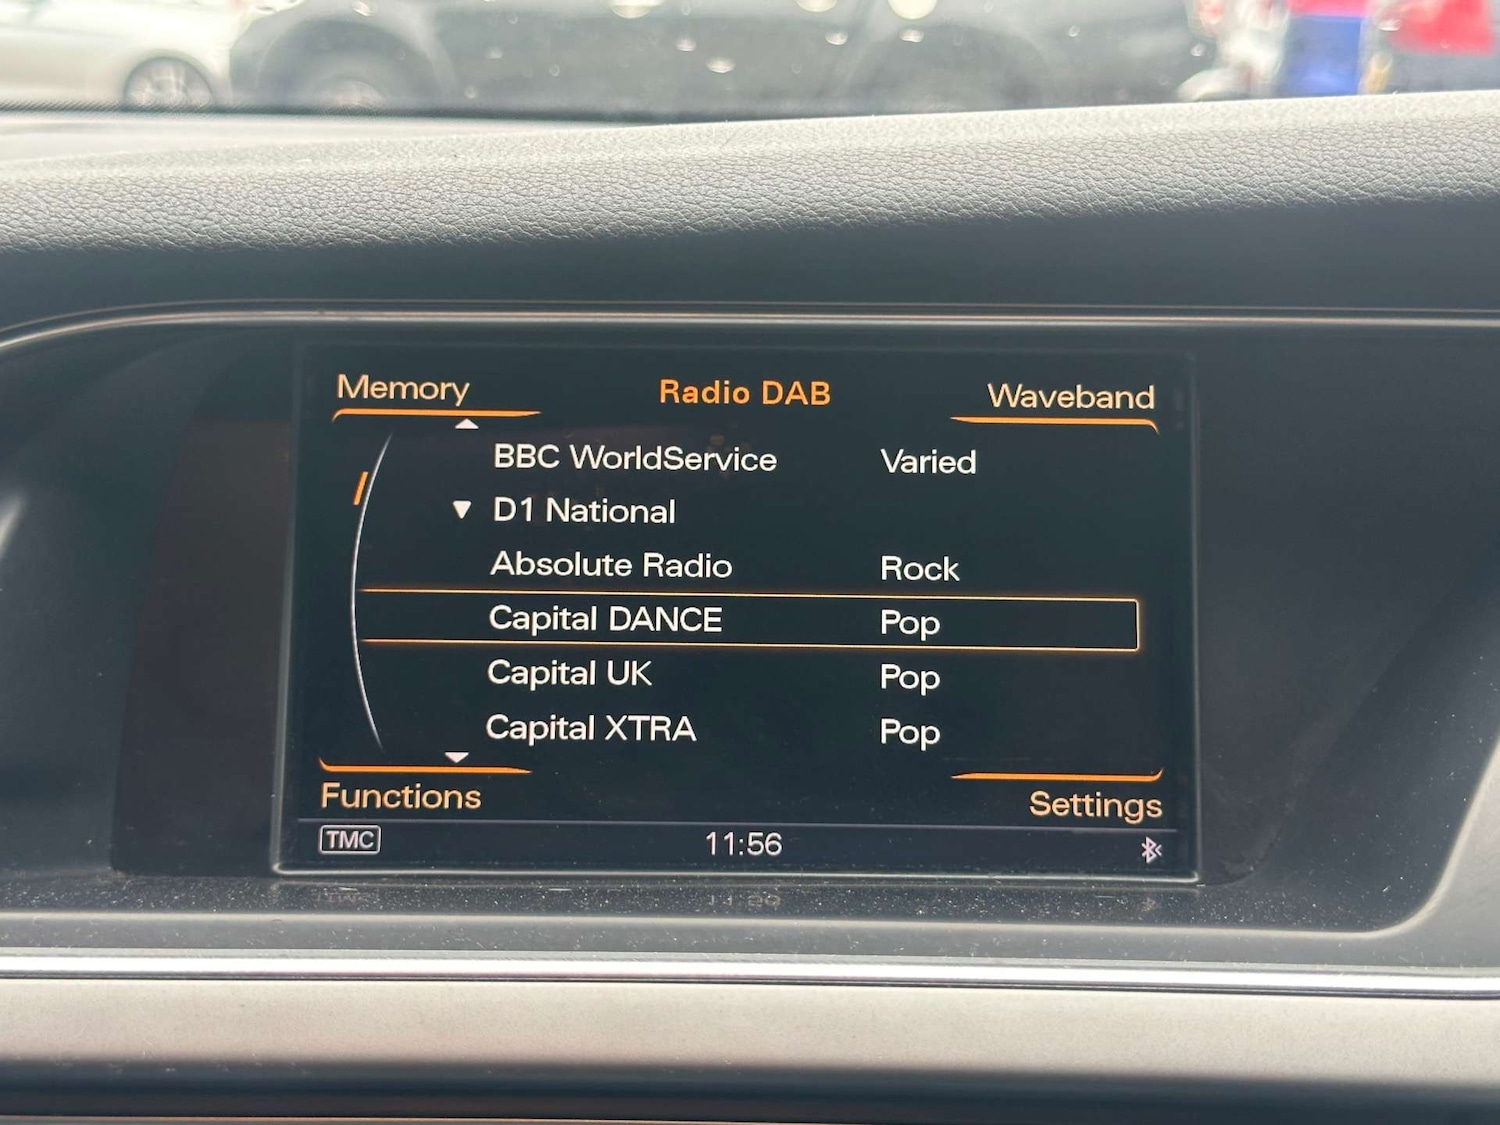 Memory Radio DAB Waveband
BBC WorldService Varied
▼ D1 National
Absolute Radio Rock
Capital DANCE Pop
Capital UK Pop
Capital XTRA Pop
Functions Settings
TMC 11:56